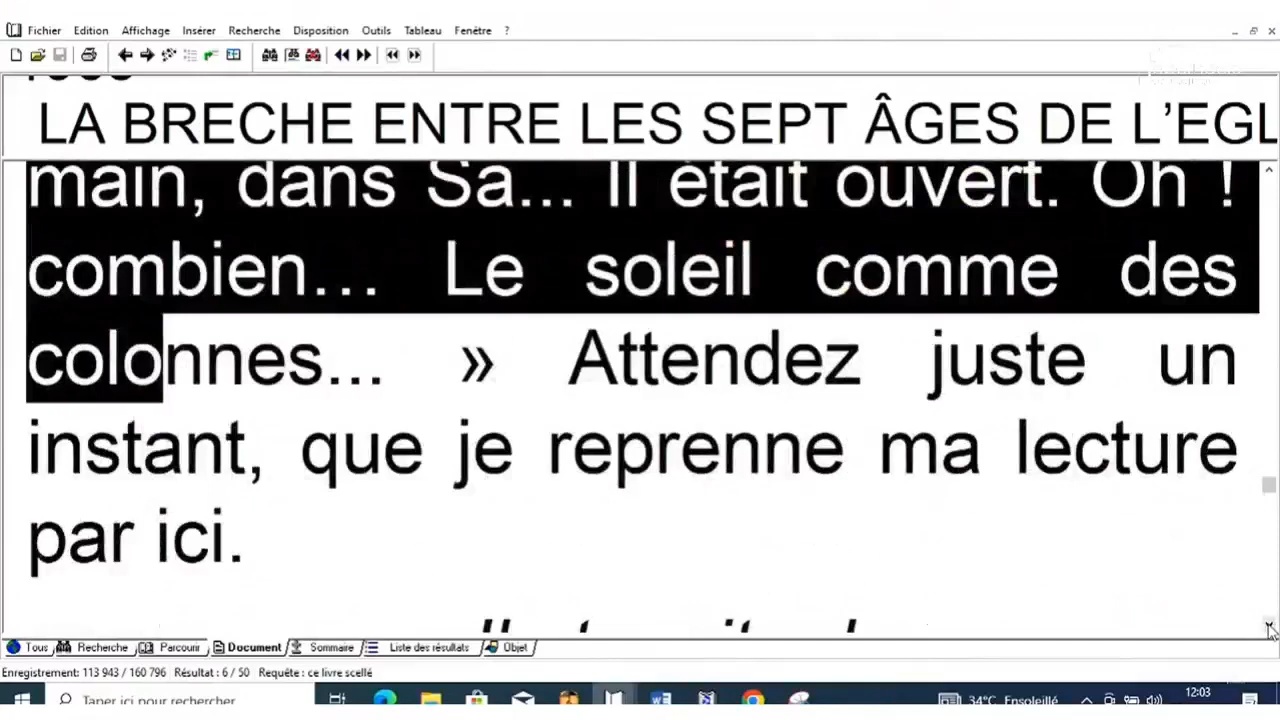 Fichier Edition Affichage Insérer Recherche Disposition Outils Tableau Fenêtre ?
LA BRECHE ENTRE LES SEPT ÂGES DE L’EGL
main, dans Sa... Il était ouvert. Oh !
combien… Le soleil comme des
colonnes... » Attendez juste un
instant, que je reprenne ma lecture
par ici.
Tous Recherche Parcourir Document Sommaire Liste des résultats Objet
Enregistrement: 113 943 / 160 796 Résultat : 6 / 50 Requête : ce livre scellé
Taper ici pour rechercher 34°C Ensoleillé 12:03